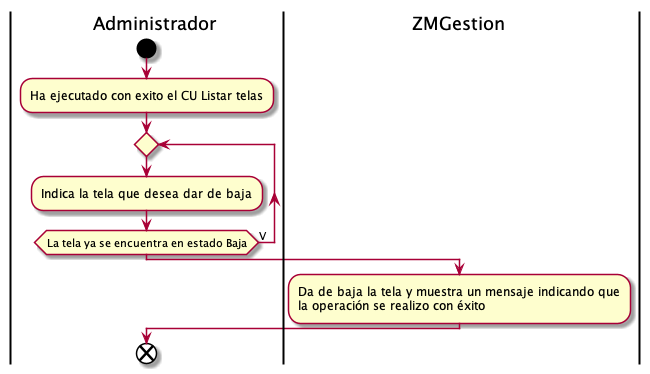 Administrador
ZMGestion
Ha ejecutado con exito el CU Listar telas
Indica la tela que desea dar de baja
La tela ya se encuentra en estado Baja
V
Da de baja la tela y muestra un mensaje indicando que
la operación se realizo con éxito